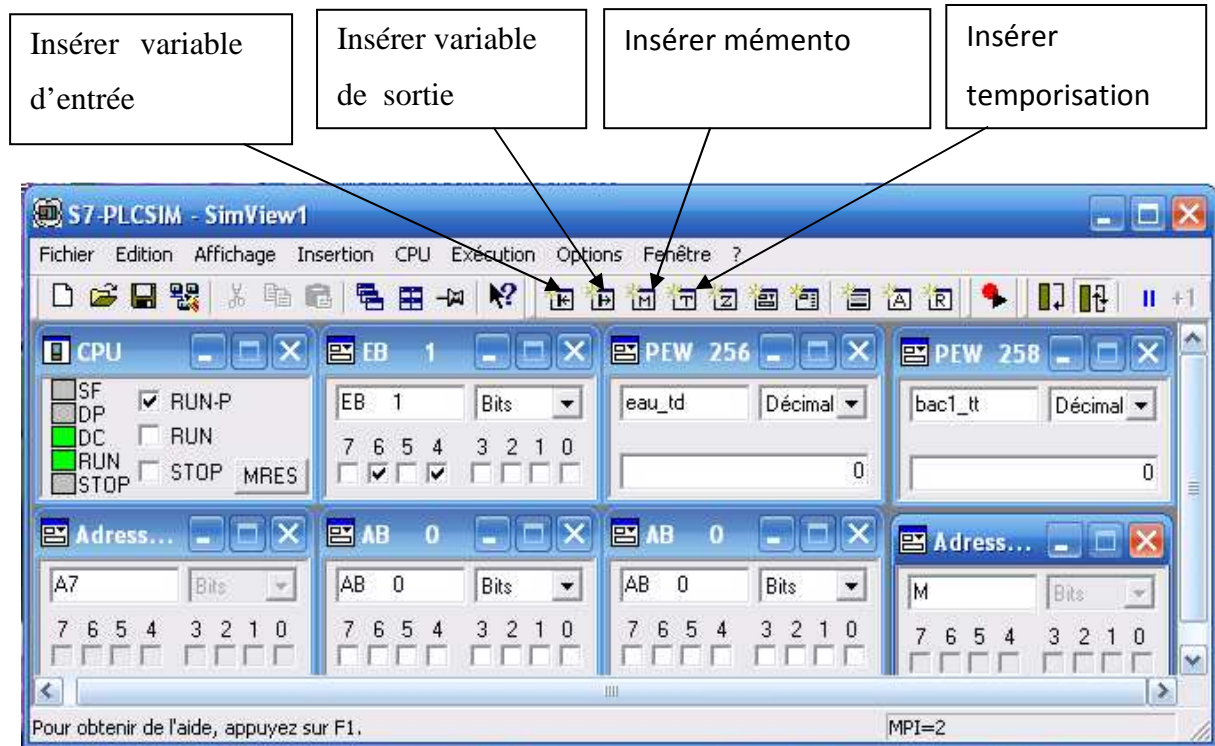 Insérer variable
d’entrée
Insérer variable
de sortie
Insérer mémento
Insérer
temporisation
S7-PLCSIM - SimView1
Fichier Edition Affichage Insertion CPU Exécution Options Fenêtre ?
M T Z A R +1
CPU
SF
DP
DC
RUN
STOP
RUN-P
RUN
STOP MRES
EB 1
EB 1 Bits
7 6 5 4 3 2 1 0
PEW 256
eau_td Décimal
0
PEW 258
bac1_tt Décimal
0
Adress...
A7 Bits
7 6 5 4 3 2 1 0
AB 0
AB 0 Bits
7 6 5 4 3 2 1 0
AB 0
AB 0 Bits
7 6 5 4 3 2 1 0
Adress...
M Bits
7 6 5 4 3 2 1 0
Pour obtenir de l'aide, appuyez sur F1. MPI=2